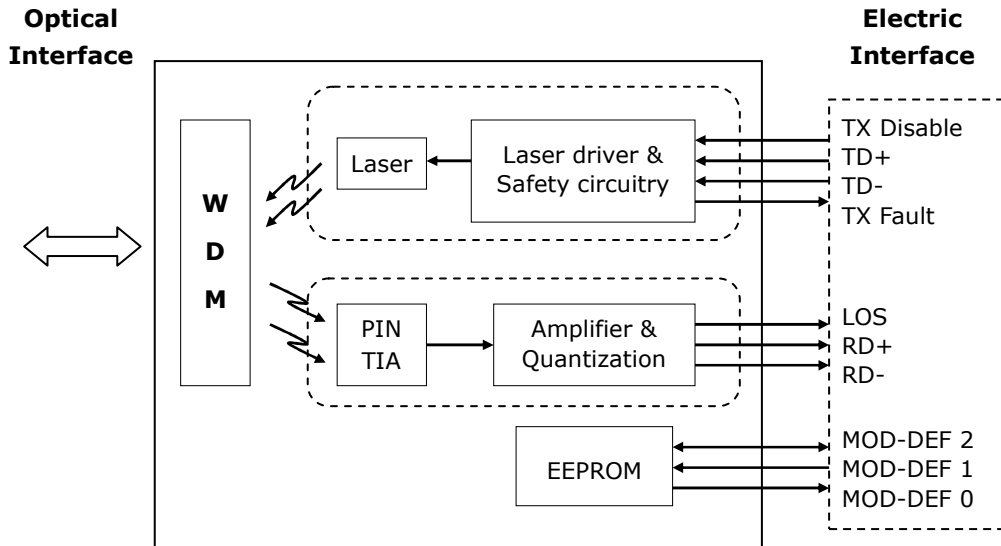 Optical
Interface
Electric
Interface
W
D
M
Laser
Laser driver &
Safety circuitry
TX Disable
TD+
TD-
TX Fault
PIN
TIA
Amplifier &
Quantization
LOS
RD+
RD-
EEPROM
MOD-DEF 2
MOD-DEF 1
MOD-DEF 0